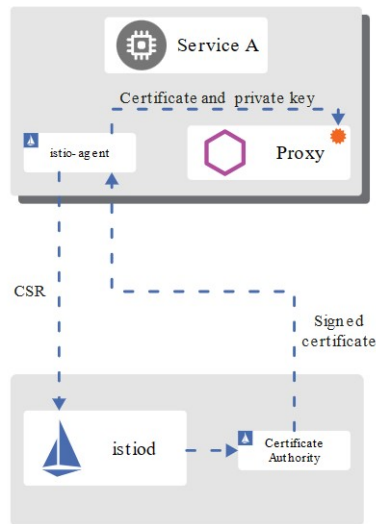 Service A
Certificate and private key
istio-agent
Proxy
CSR
Signed
certificate
istiod
Certificate
Authority